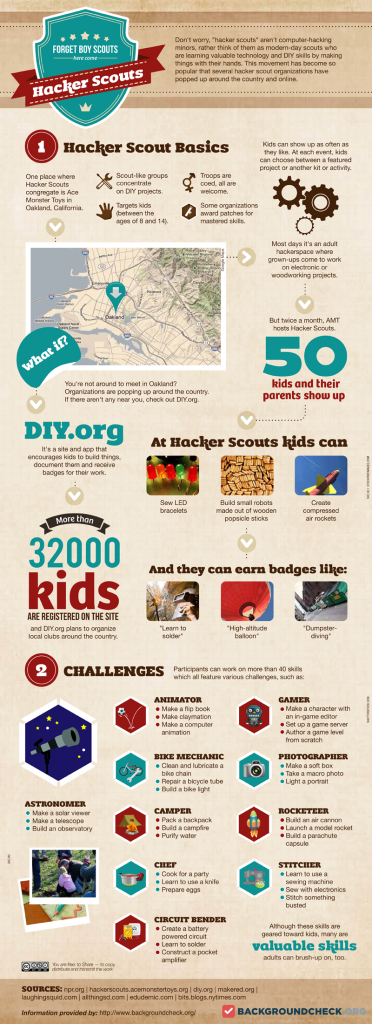 FORGET BOY SCOUTS
here come
Hacker Scouts
Don't worry, "hacker scouts" aren't computer-hacking
minors, rather think of them as modern-day scouts who
are learning valuable technology and DIY skills by making
things with their hands. This movement has become so
popular that several hacker scout organizations have
popped up around the country and online.
1 Hacker Scout Basics
One place where
Hacker Scouts
congregate is Ace
Monster Toys in
Oakland, California.
Scout-like groups
concentrate
on DIY projects.
Troops are
coed, all are
welcome.
Targets kids
(between the
ages of 8 and 14).
Some organizations
award patches for
mastered skills.
Kids can show up as often as
they like. At each event, kids
can choose between a featured
project or another kit or activity.
Most days it's an adult
hackerspace where
grown-ups come to work
on electronic or
woodworking projects.
But twice a month, AMT
hosts Hacker Scouts.
50
kids and their
parents show up
Oakland
what if?
You're not around to meet in Oakland?
Organizations are popping up around the country.
If there aren't any near you, check out DIY.org.
DIY.org
It's a site and app that
encourages kids to build things,
document them and receive
badges for their work.
More than
32000
kids
ARE REGISTERED ON THE SITE
and DIY.org plans to organize
local clubs around the country.
At Hacker Scouts kids can
Sew LED
bracelets
Build small robots
made out of wooden
popsicle sticks
Create
compressed
air rockets
And they can earn badges like:
"Learn to
solder"
"High-altitude
balloon"
"Dumpster-
diving"
2 CHALLENGES
Participants can work on more than 40 skills
which all feature various challenges, such as:
ASTRONOMER
Make a solar viewer
Make a telescope
Build an observatory
ANIMATOR
Make a flip book
Make claymation
Make a computer
animation
BIKE MECHANIC
Clean and lubricate a
bike chain
Repair a bicycle tube
Build a bike light
CAMPER
Pack a backpack
Build a campfire
Purify water
CHEF
Cook for a party
Learn to use a knife
Prepare eggs
CIRCUIT BENDER
Create a battery
powered circuit
Learn to solder
Construct a pocket
amplifier
GAMER
Make a character with
an in-game editor
Set up a game server
Author a game level
from scratch
PHOTOGRAPHER
Make a soft box
Take a macro photo
Light a portrait
ROCKETEER
Build an air cannon
Launch a model rocket
Build a parachute
capsule
STITCHER
Learn to use a
sewing machine
Sew with electronics
Stitch something
busted
Although these skills are
geared toward kids, many are
valuable skills
adults can brush-up on, too.
You are free to Share — to copy,
distribute and transmit the work
SOURCES: npr.org | hackerscouts.acemonstertoys.org | diy.org | makered.org |
laughingsquid.com | allthingsd.com | edudemic.com | bits.blogs.nytimes.com
Information provided by: http://www.backgroundcheck.org/
BACKGROUNDCHECK.ORG